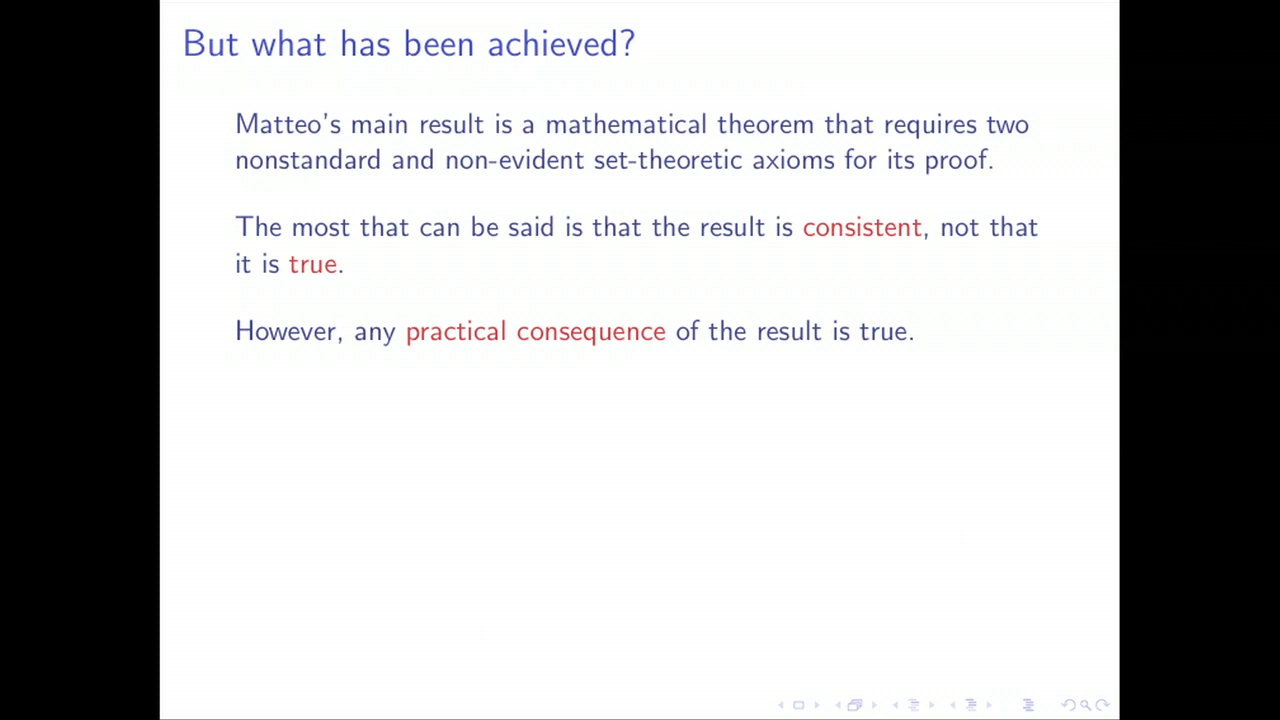 But what has been achieved?
Matteo's main result is a mathematical theorem that requires two
nonstandard and non-evident set-theoretic axioms for its proof.
The most that can be said is that the result is consistent, not that
it is true.
However, any practical consequence of the result is true.